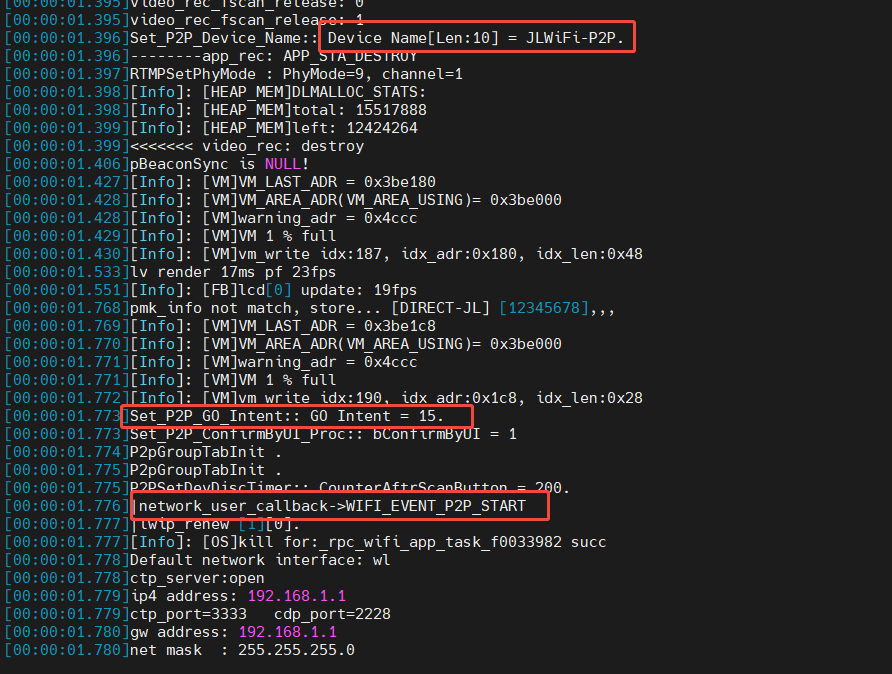 [00:00:01.395]video_rec_fscan_release: 0
[00:00:01.395]video_rec_fscan_release: 1
[00:00:01.396]Set_P2P_Device_Name:: Device Name[Len:10] = JLWiFi-P2P.
[00:00:01.396]--------app_rec: APP_STA_DESTROY
[00:00:01.397]RTMPSetPhyMode : PhyMode=9, channel=1
[00:00:01.398][Info]: [HEAP_MEM]DLMALLOC_STATS:
[00:00:01.398][Info]: [HEAP_MEM]total: 15517888
[00:00:01.399][Info]: [HEAP_MEM]left: 12424264
[00:00:01.399]<<<<<<< video_rec: destroy
[00:00:01.406]pBeaconSync is NULL!
[00:00:01.427][Info]: [VM]VM_LAST_ADR = 0x3be180
[00:00:01.428][Info]: [VM]VM_AREA_ADR(VM_AREA_USING)= 0x3be000
[00:00:01.428][Info]: [VM]warning_adr = 0x4ccc
[00:00:01.429][Info]: [VM]VM 1 % full
[00:00:01.430][Info]: [VM]vm_write idx:187, idx_adr:0x180, idx_len:0x48
[00:00:01.533]lv render 17ms pf 23fps
[00:00:01.551][Info]: [FB]lcd[0] update: 19fps
[00:00:01.768]pmk_info not match, store... [DIRECT-JL] [12345678],,,
[00:00:01.769][Info]: [VM]VM_LAST_ADR = 0x3be1c8
[00:00:01.770][Info]: [VM]VM_AREA_ADR(VM_AREA_USING)= 0x3be000
[00:00:01.771][Info]: [VM]warning_adr = 0x4ccc
[00:00:01.771][Info]: [VM]VM 1 % full
[00:00:01.772][Info]: [VM]vm_write idx:190, idx_adr:0x1c8, idx_len:0x28
[00:00:01.773]Set_P2P_GO_Intent:: GO Intent = 15.
[00:00:01.773]Set_P2P_ConfirmByUI_Proc:: bConfirmByUI = 1
[00:00:01.774]P2pGroupTabInit .
[00:00:01.775]P2pGroupTabInit .
[00:00:01.775]P2PSetDevDiscTimer:: CounterAftrScanButton = 200.
[00:00:01.776]|network_user_callback->WIFI_EVENT_P2P_START
[00:00:01.777]|lwip_renew [1][0].
[00:00:01.777][Info]: [OS]kill for:_rpc_wifi_app_task_f0033982 succ
[00:00:01.778]Default network interface: wl
[00:00:01.778]ctp_server:open
[00:00:01.779]ip4 address: 192.168.1.1
[00:00:01.779]ctp_port=3333   cdp_port=2228
[00:00:01.780]gw address: 192.168.1.1
[00:00:01.780]net mask  : 255.255.255.0